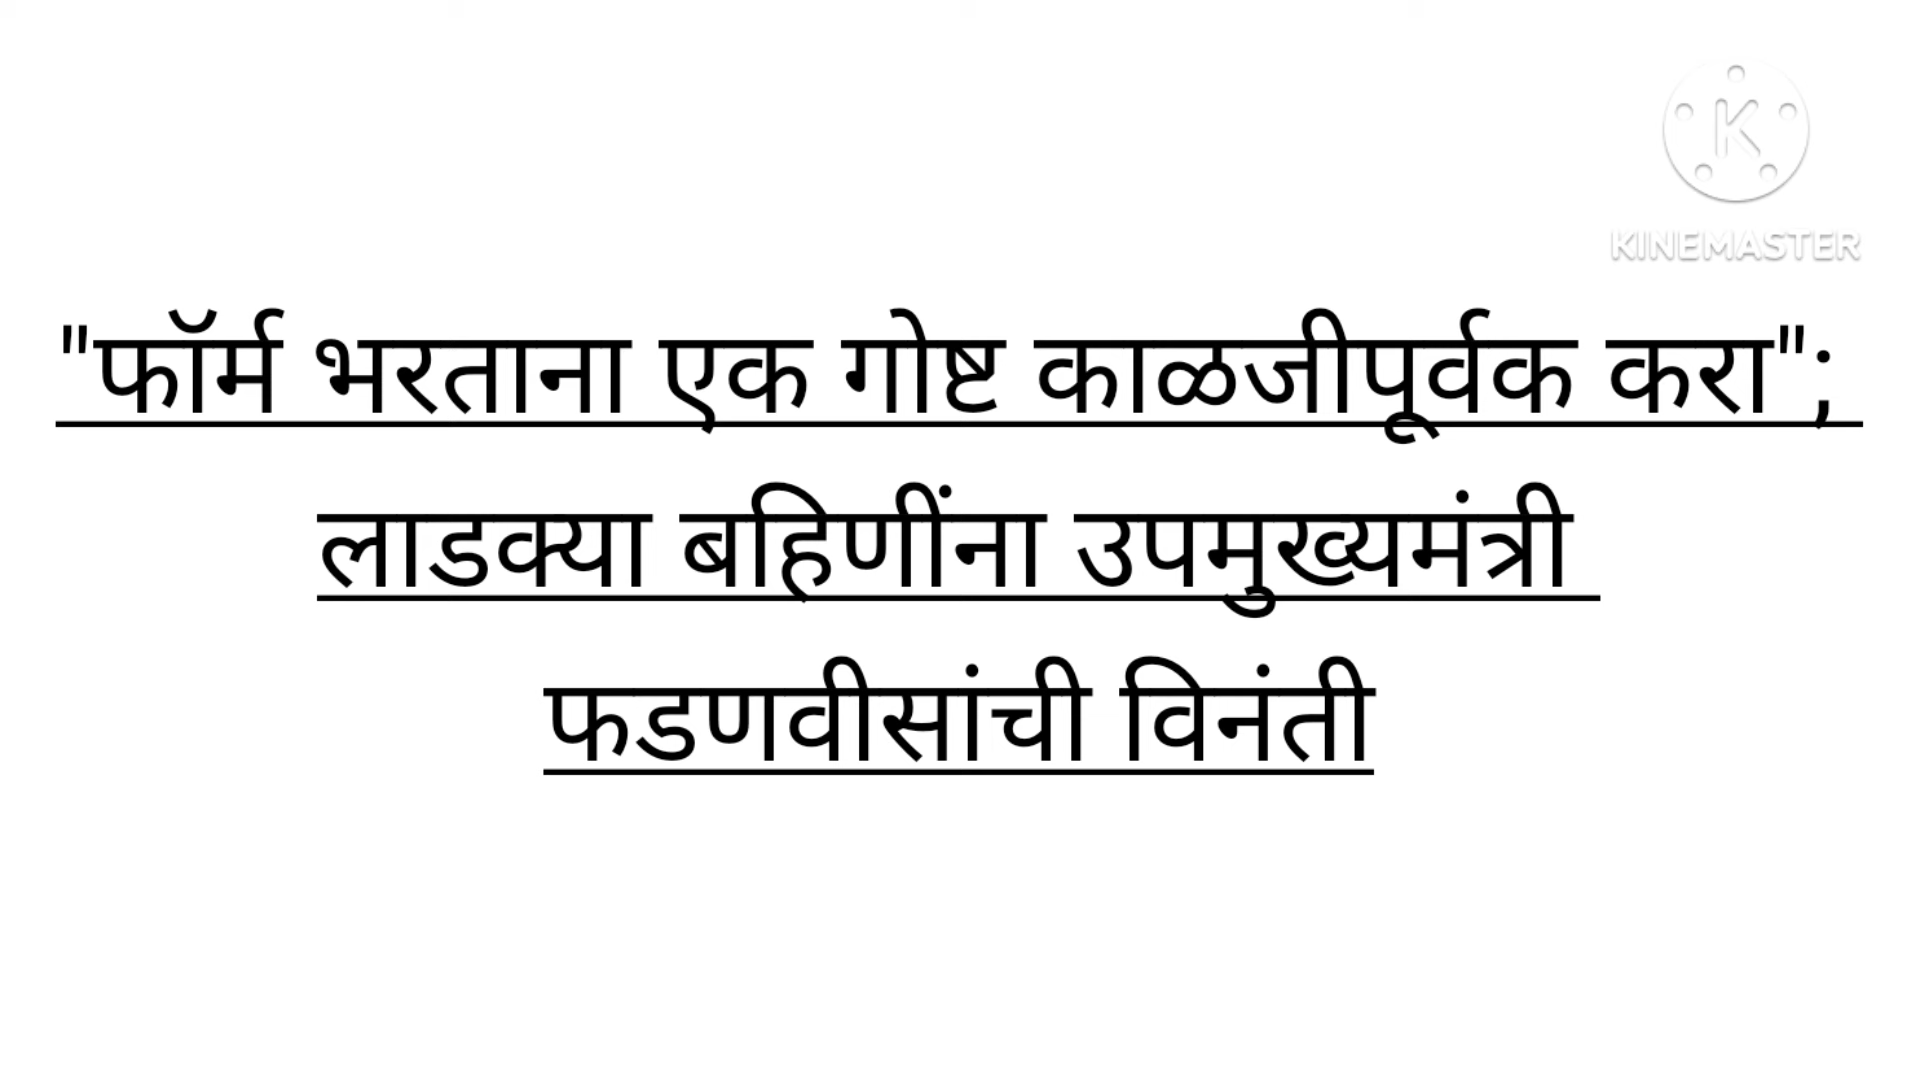 KINEMASTER
"फॉर्म भरताना एक गोष्ट काळजीपूर्वक करा";
लाडक्या बहिणींना उपमुख्यमंत्री
फडणवीसांची विनंती